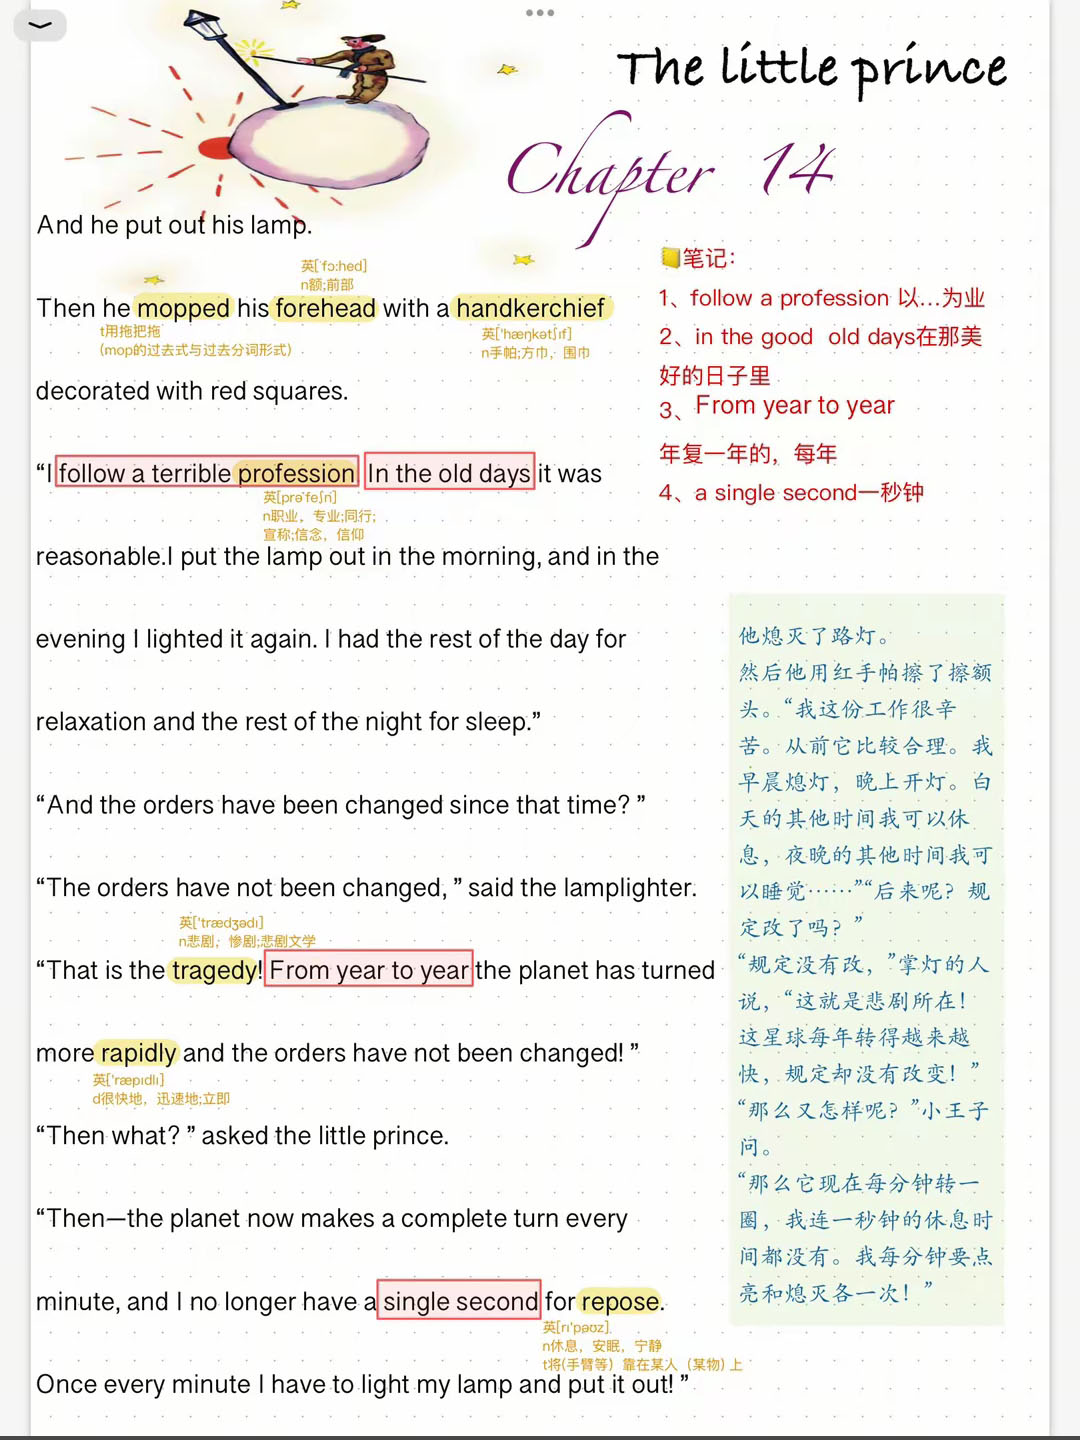 The little prince
Chapter 14
And he put out his lamp.
英[ˈfɔːhed]
n额;前部
Then he mopped his forehead with a handkerchief
t用拖把拖
(mop的过去式与过去分词形式)
英['hæŋkətʃɪf]
n手帕;方巾，围巾
decorated with red squares.
“I follow a terrible profession. In the old days it was
英[prəˈfeʃn]
n职业，专业;同行;
宣称;信念，信仰
reasonable.I put the lamp out in the morning, and in the
evening I lighted it again. I had the rest of the day for
relaxation and the rest of the night for sleep.”
“And the orders have been changed since that time? ”
“The orders have not been changed, ” said the lamplighter.
英['trædʒədɪ]
n悲剧，惨剧;悲剧文学
“That is the tragedy! From year to year the planet has turned
more rapidly and the orders have not been changed! ”
英['ræpɪdlɪ]
d很快地，迅速地;立即
“Then what? ” asked the little prince.
“Then—the planet now makes a complete turn every
minute, and I no longer have a single second for repose.
英[rɪ'pəʊz]
n休息，安眠，宁静
t将(手臂等）靠在某人（某物)上
Once every minute I have to light my lamp and put it out! ”
笔记：
1、follow a profession 以...为业
2、in the good old days在那美
好的日子里
3、From year to year
年复一年的，每年
4、a single second一秒钟
他熄灭了路灯。
然后他用红手帕擦了擦额
头。“我这份工作很辛
苦。从前它比较合理。我
早晨熄灯，晚上开灯。白
天的其他时间我可以休
息，夜晚的其他时间我可
以睡觉……”“后来呢？规
定改了吗？”
“规定没有改，”掌灯的人
说，“这就是悲剧所在！
这星球每年转得越来越
快，规定却没有改变！”
“那么又怎样呢？”小王子
问。
“那么它现在每分钟转一
圈，我连一秒钟的休息时
间都没有。我每分钟要点
亮和熄灭各一次！”